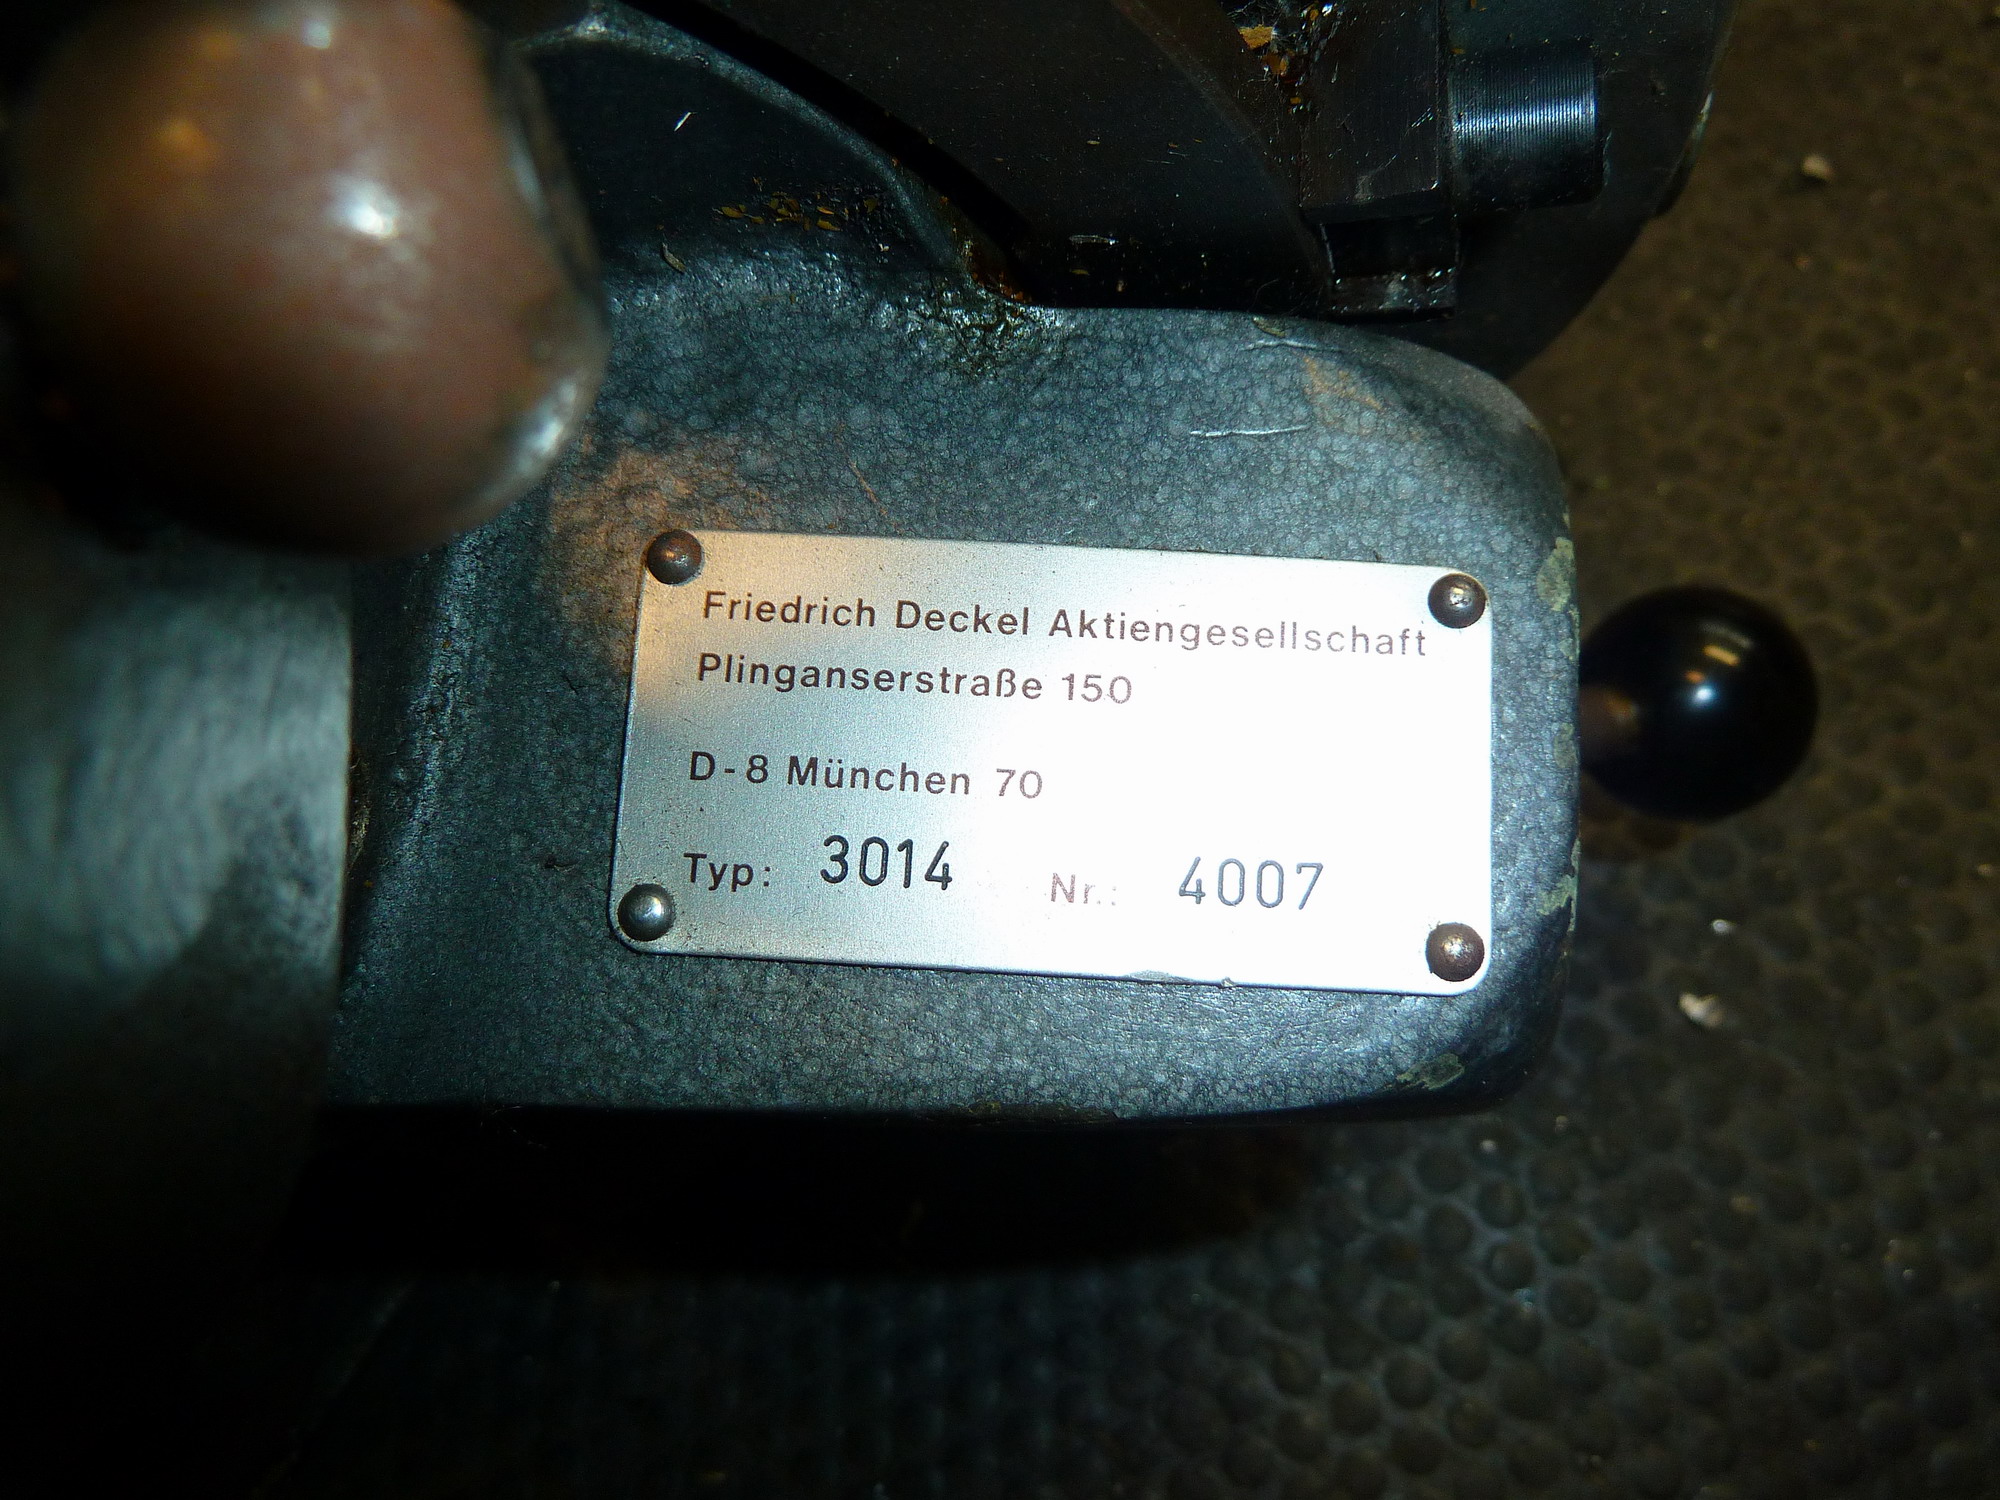 Friedrich Deckel Aktiengesellschaft
Plinganserstraße 150
D-8 München 70
Typ: 3014 Nr.: 4007